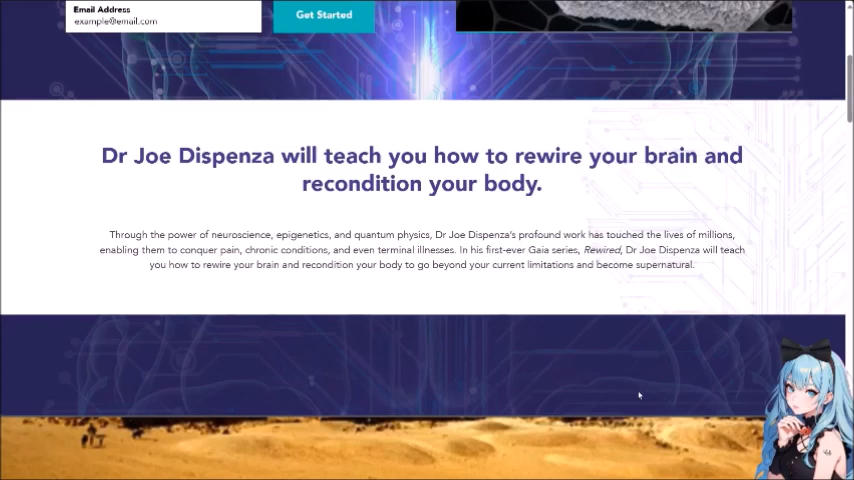 Email Address
example@email.com
Get Started
Dr Joe Dispenza will teach you how to rewire your brain and
recondition your body.
Through the power of neuroscience, epigenetics, and quantum physics, Dr Joe Dispenza's profound work has touched the lives of millions,
enabling them to conquer pain, chronic conditions, and even terminal illnesses. In his first-ever Gaia series, Rewired, Dr Joe Dispenza will teach
you how to rewire your brain and recondition your body to go beyond your current limitations and become supernatural.